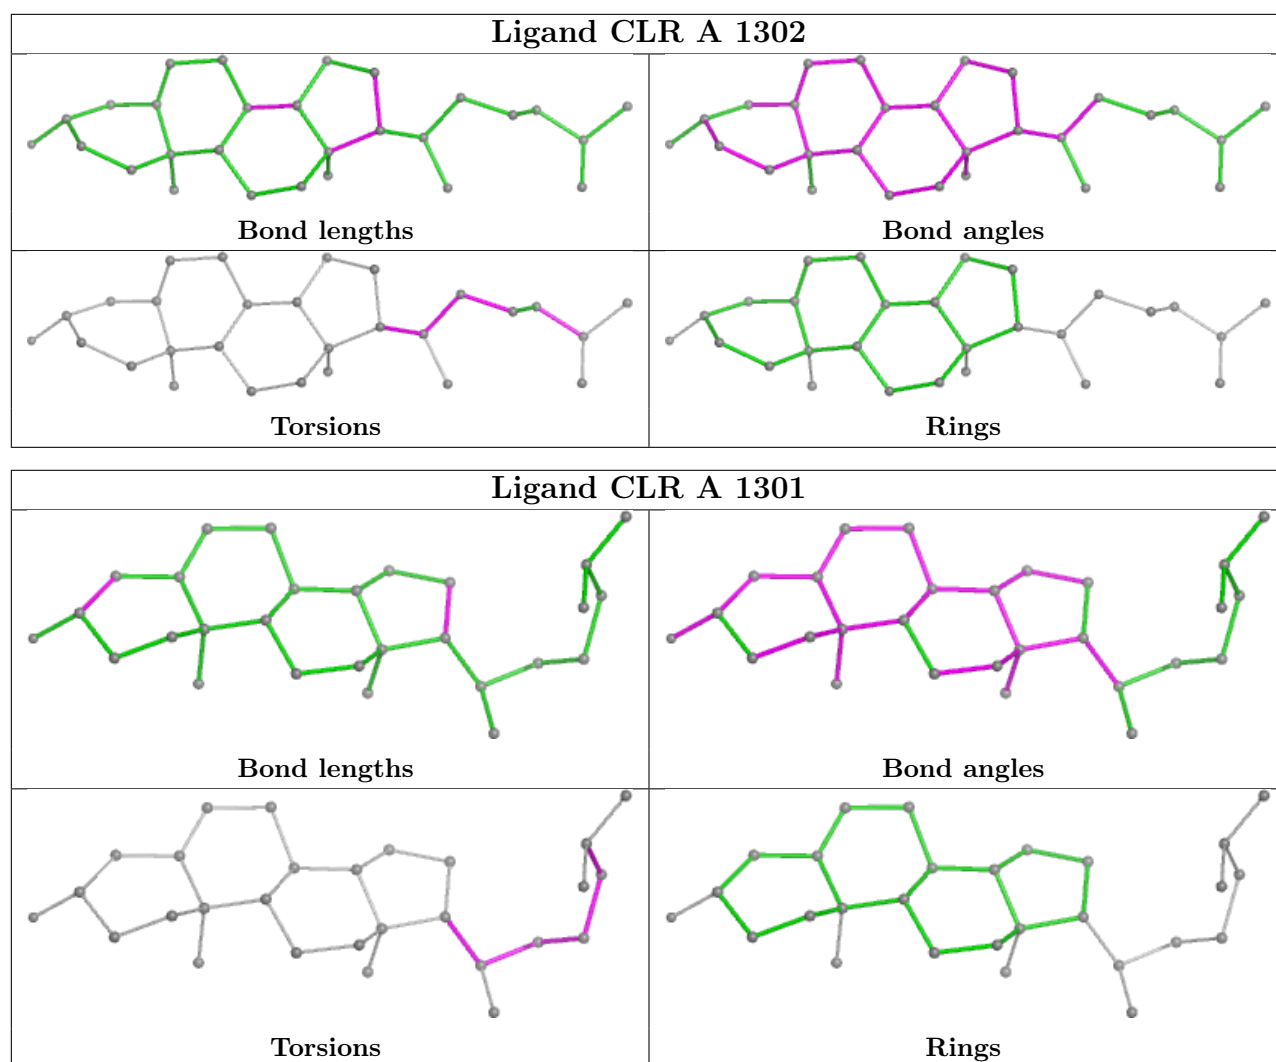 Ligand CLR A 1302
Bond lengths
Bond angles
Torsions
Rings
Ligand CLR A 1301
Bond lengths
Bond angles
Torsions
Rings